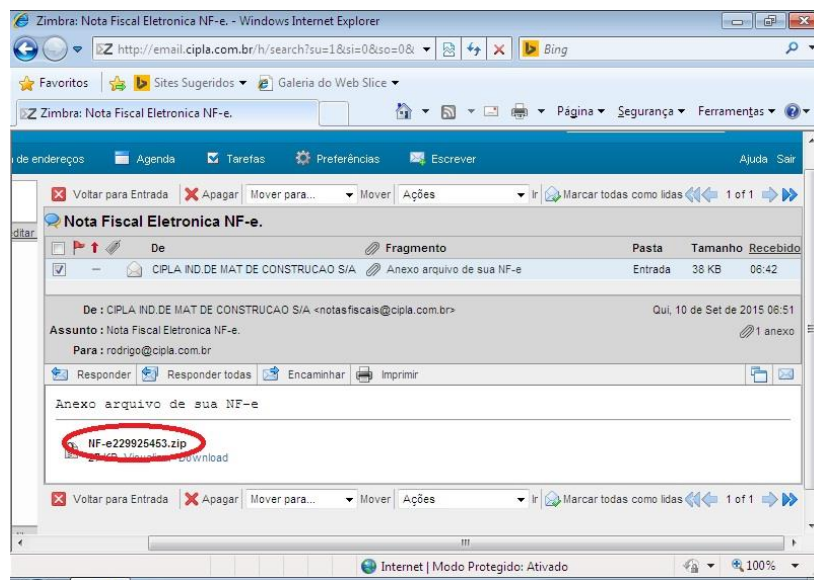 Zimbra: Nota Fiscal Eletronica NF-e. - Windows Internet Explorer
http://email.cipla.com.br/h/search?su=1&si=0&so=0& Bing
Favoritos Sites Sugeridos Galeria do Web Slice
Zimbra: Nota Fiscal Eletronica NF-e. Página Segurança Ferramentas
de endereços Agenda Tarefas Preferências Escrever Ajuda Sair
Voltar para Entrada Apagar Mover para... Mover Ações Ir Marcar todas como lidas 1 of 1
Nota Fiscal Eletronica NF-e.
ditar
De Fragmento Pasta Tamanho Recebido
CIPLA IND.DE MAT DE CONSTRUCAO S/A Anexo arquivo de sua NF-e Entrada 38 KB 06:42
De : CIPLA IND.DE MAT DE CONSTRUCAO S/A <notasfiscais@cipla.com.br> Qui, 10 de Set de 2015 06:51
Assunto : Nota Fiscal Eletronica NF-e. 1 anexo
Para : rodrigo@cipla.com.br
Responder Responder todas Encaminhar Imprimir
Anexo arquivo de sua NF-e
NF-e229925453.zip
KB Download
Voltar para Entrada Apagar Mover para... Mover Ações Ir Marcar todas como lidas 1 of 1
Internet | Modo Protegido: Ativado 100%